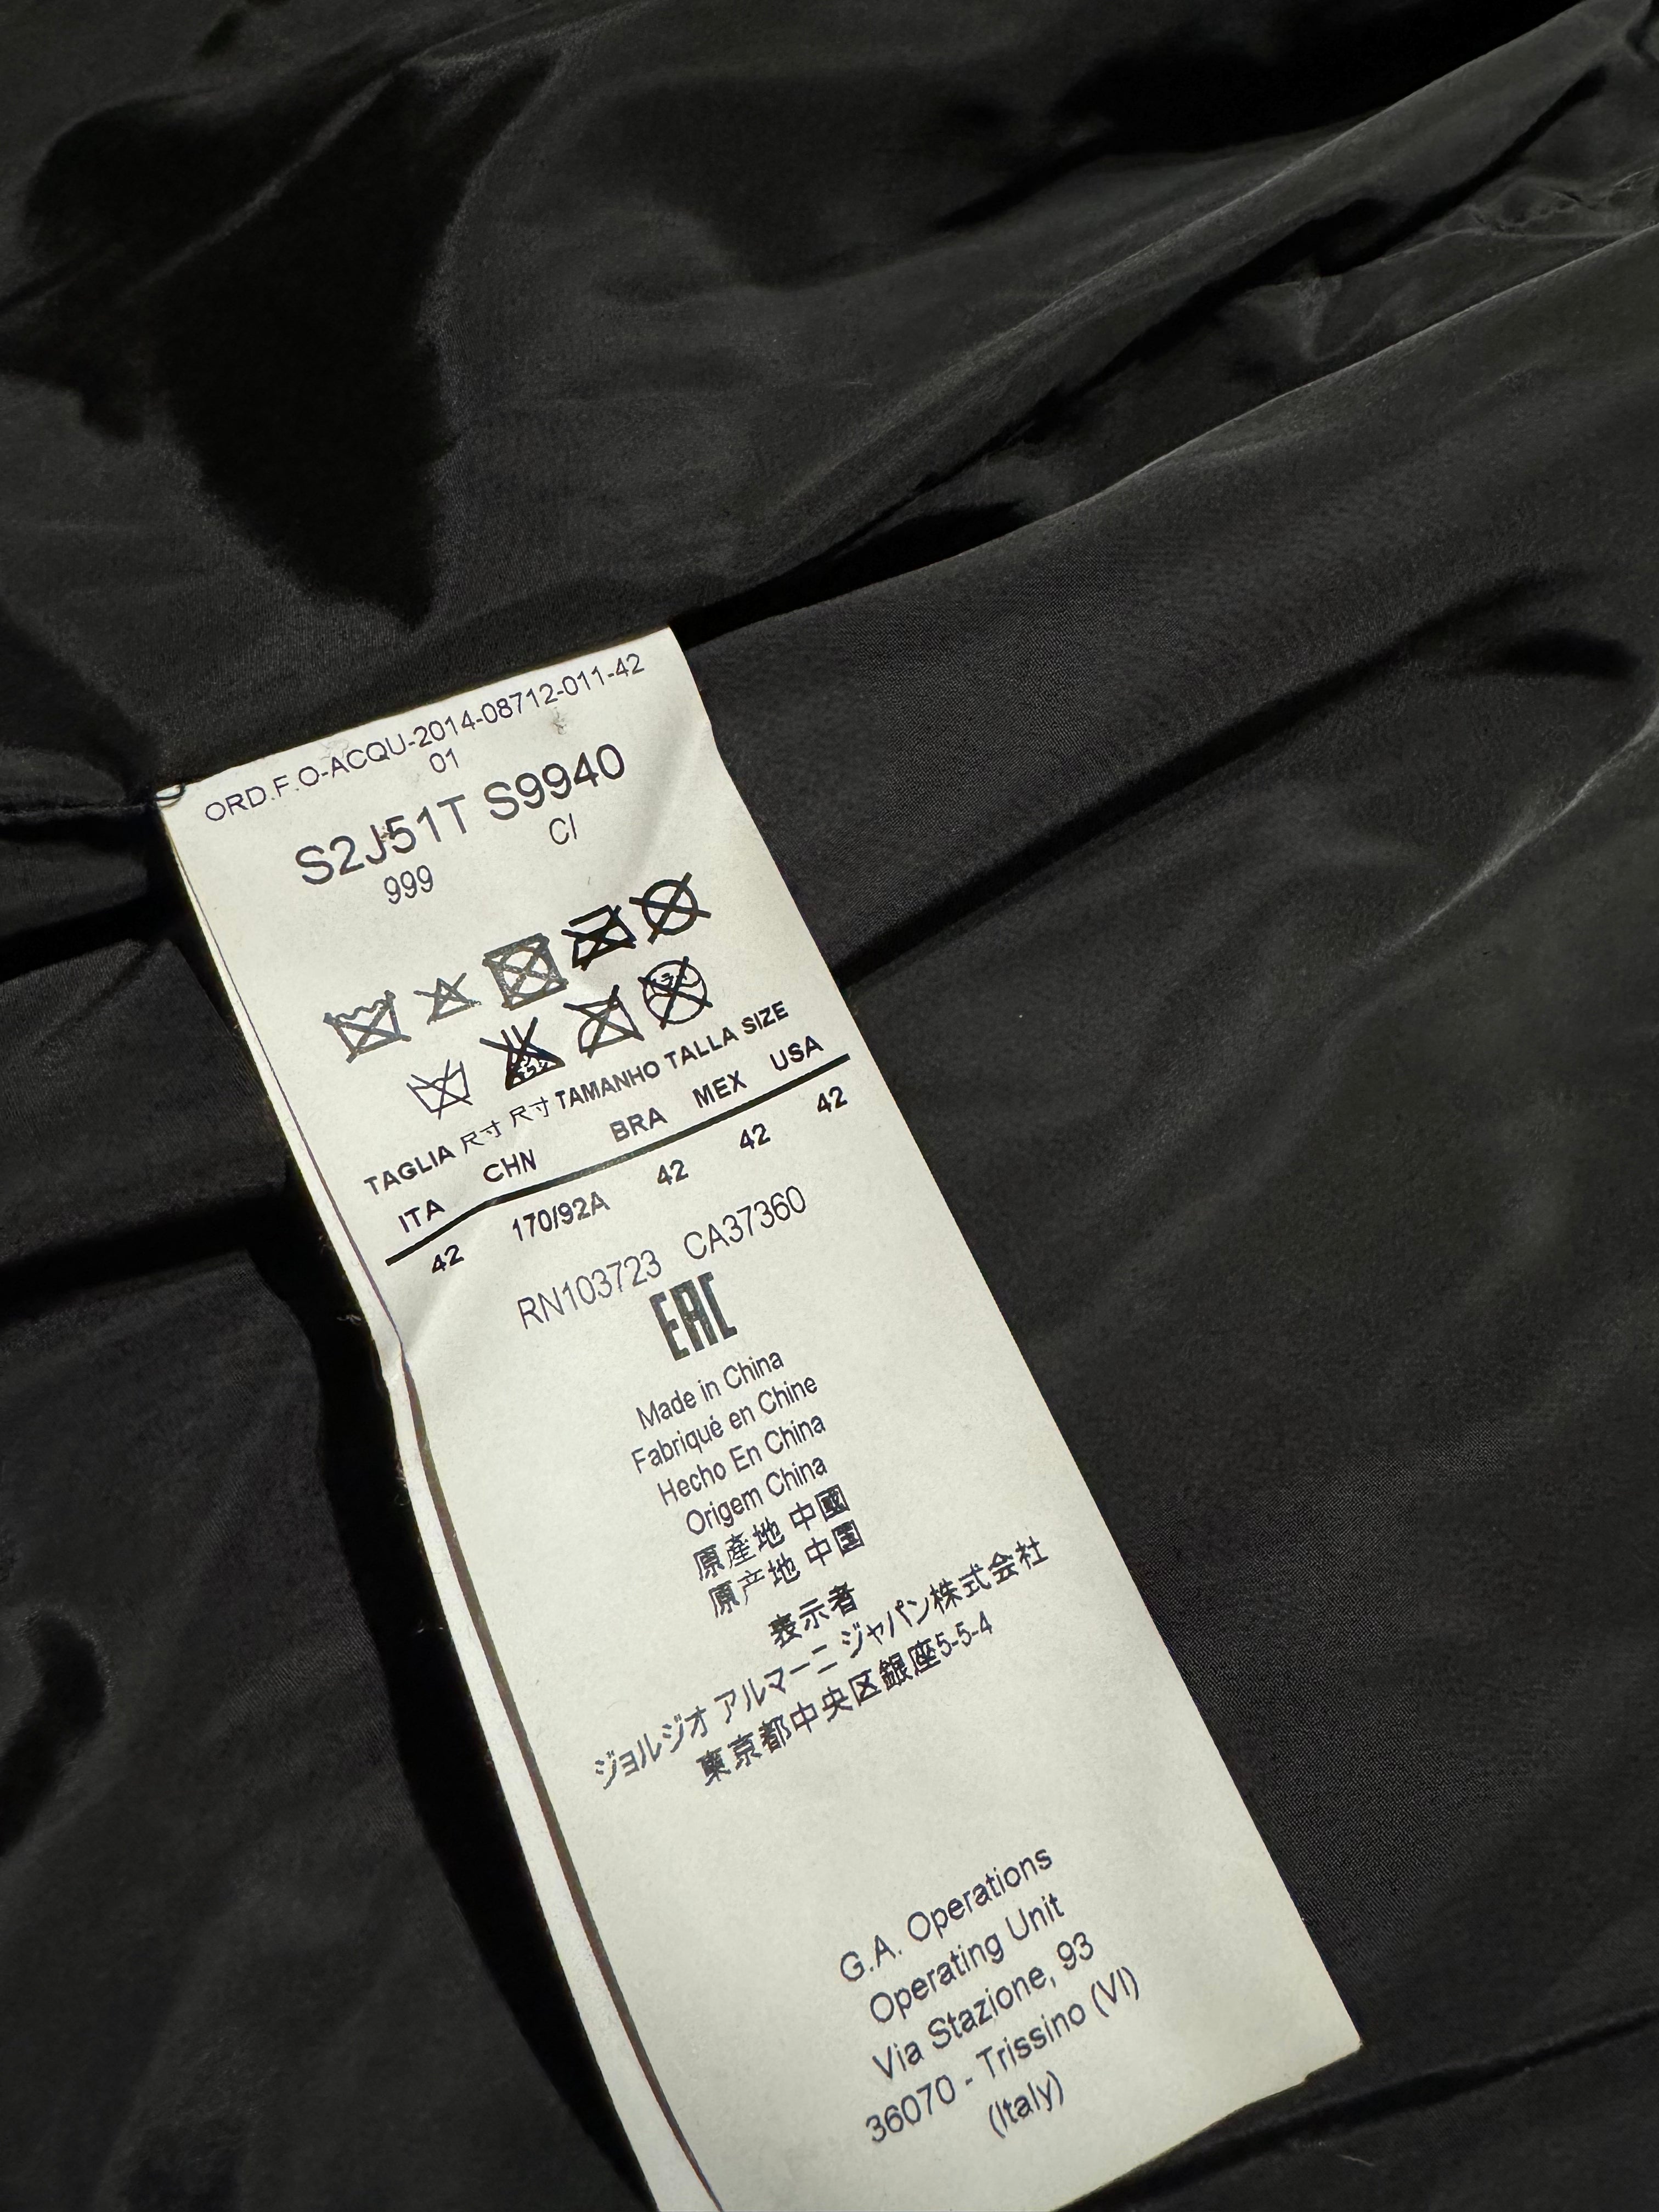 ORD.F.O-ACQU-2014-08712-011-42
01
S2J51T S9940
999 CI
TAGLIA 尺寸 尺寸 TAMANHO TALLA SIZE
ITA CHN BRA MEX USA
42 170/92A 42 42 42
RN103723 CA37360
EAC
Made in China
Fabriqué en Chine
Hecho En China
Origem China
原産地 中國
原产地 中国
表示者
ジョルジオ アルマーニ ジャパン株式会社
東京都中央区銀座5-5-4
G.A. Operations
Operating Unit
Via Stazione, 93
36070 - Trissino (VI)
(Italy)